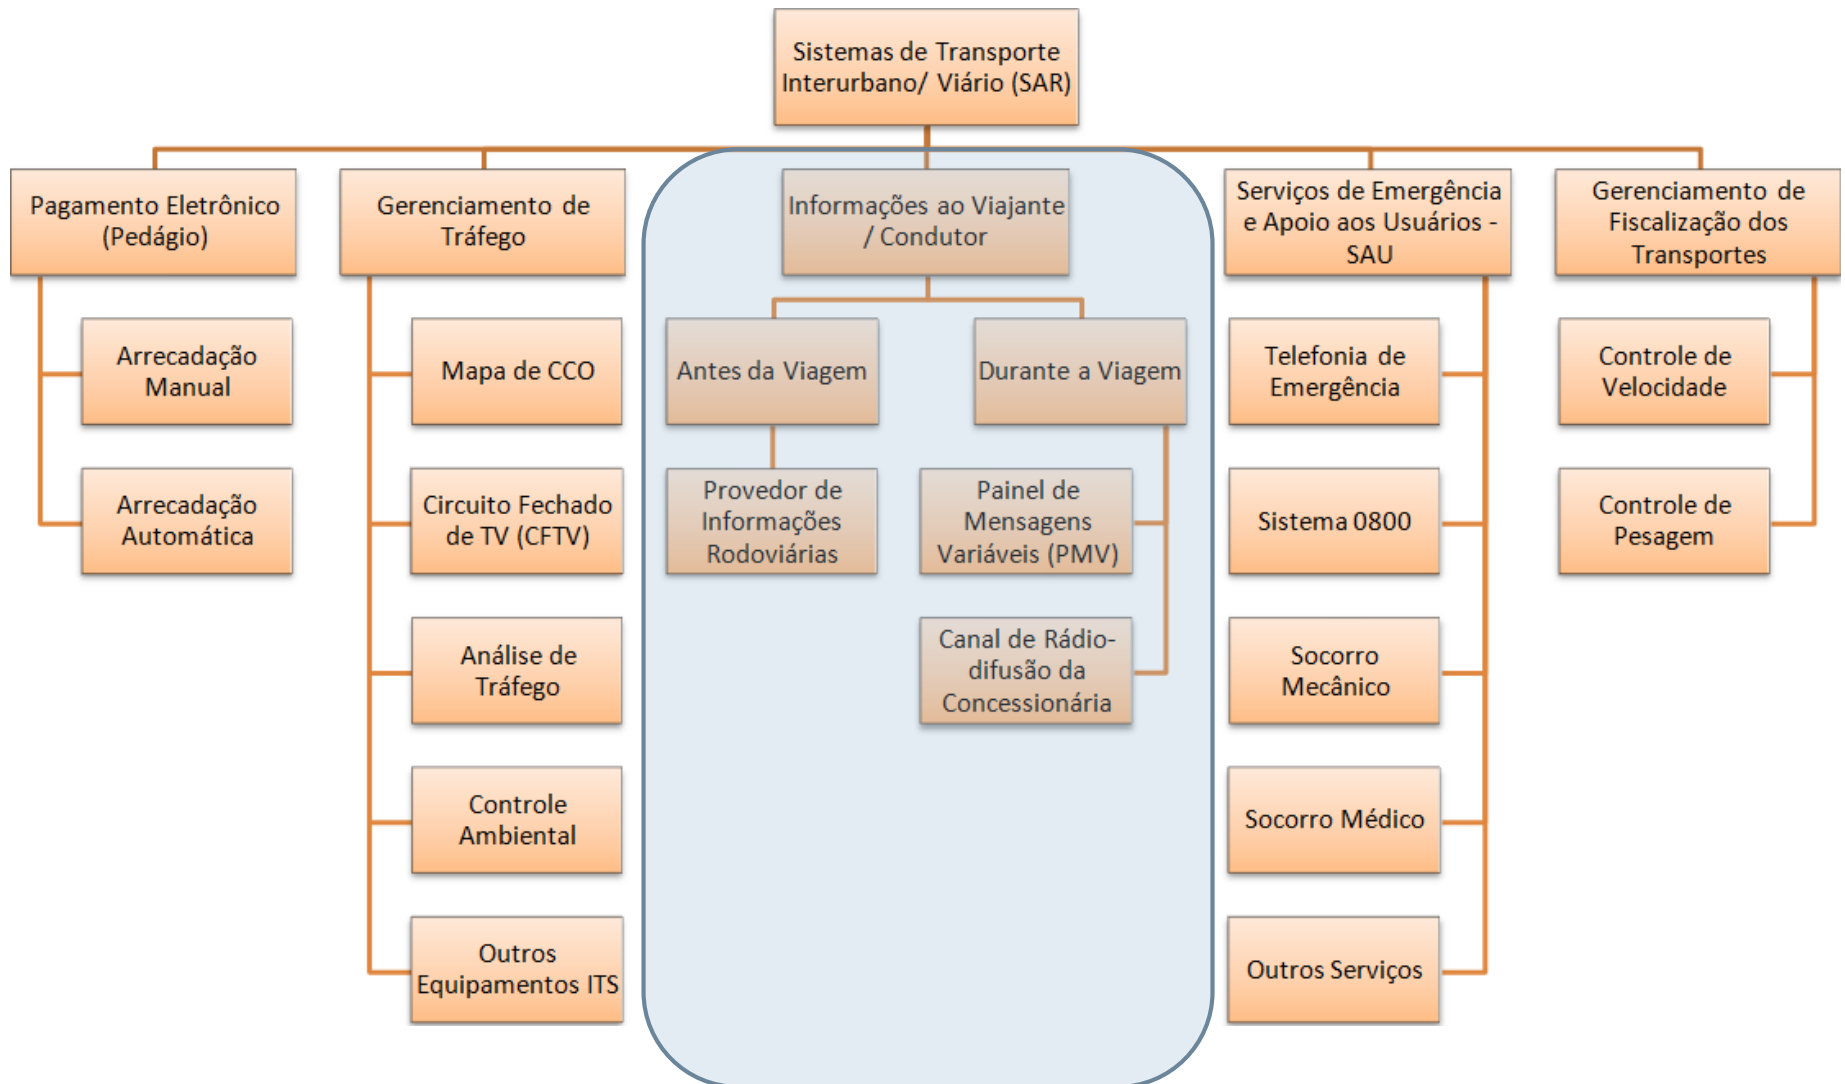 Sistemas de Transporte
Interurbano/ Viário (SAR)
Pagamento Eletrônico
(Pedágio)
Arrecadação
Manual
Arrecadação
Automática
Gerenciamento de
Tráfego
Mapa de CCO
Circuito Fechado
de TV (CFTV)
Análise de
Tráfego
Controle
Ambiental
Outros
Equipamentos ITS
Informações ao Viajante
/ Condutor
Antes da Viagem
Provedor de
Informações
Rodoviárias
Durante a Viagem
Painel de
Mensagens
Variáveis (PMV)
Canal de Rádio-
difusão da
Concessionária
Serviços de Emergência
e Apoio aos Usuários -
SAU
Telefonia de
Emergência
Sistema 0800
Socorro
Mecânico
Socorro Médico
Outros Serviços
Gerenciamento de
Fiscalização dos
Transportes
Controle de
Velocidade
Controle de
Pesagem